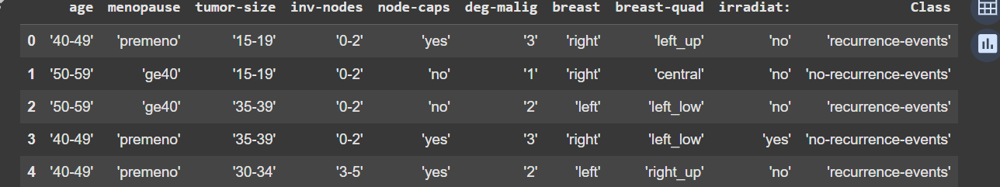 age menopause tumor-size inv-nodes node-caps deg-malig breast breast-quad irradiat: Class
0 '40-49' 'premeno' '15-19' '0-2' 'yes' '3' 'right' 'left_up' 'no' 'recurrence-events'
1 '50-59' 'ge40' '15-19' '0-2' 'no' '1' 'right' 'central' 'no' 'no-recurrence-events'
2 '50-59' 'ge40' '35-39' '0-2' 'no' '2' 'left' 'left_low' 'no' 'recurrence-events'
3 '40-49' 'premeno' '35-39' '0-2' 'yes' '3' 'right' 'left_low' 'yes' 'no-recurrence-events'
4 '40-49' 'premeno' '30-34' '3-5' 'yes' '2' 'left' 'right_up' 'no' 'recurrence-events'